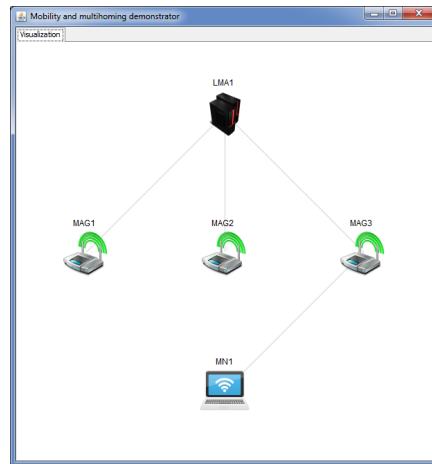 Mobility and multihoming demonstrator
Visualization
LMA1
MAG1 MAG2 MAG3
MN1